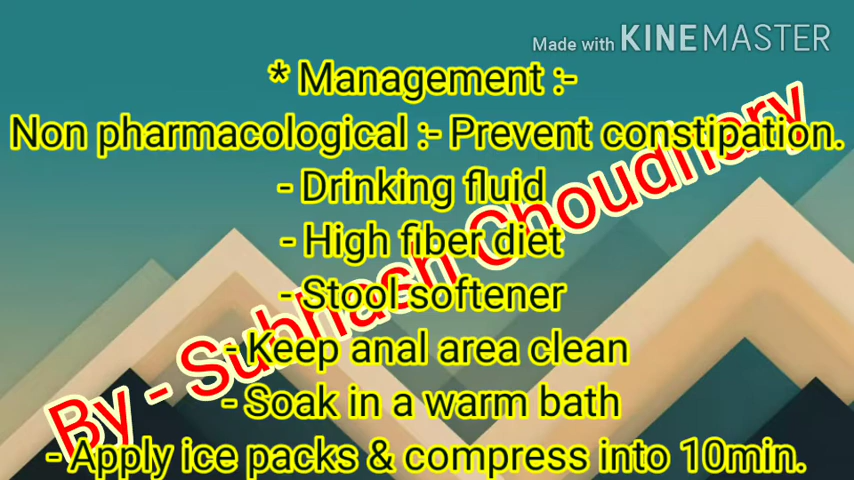 Made with KINEMASTER
* Management :-
Non pharmacological :- Prevent constipation.
- Drinking fluid
- High fiber diet
- Stool softener
- Keep anal area clean
- Soak in a warm bath
- Apply ice packs & compress into 10min.
By - Subhash Choudhary